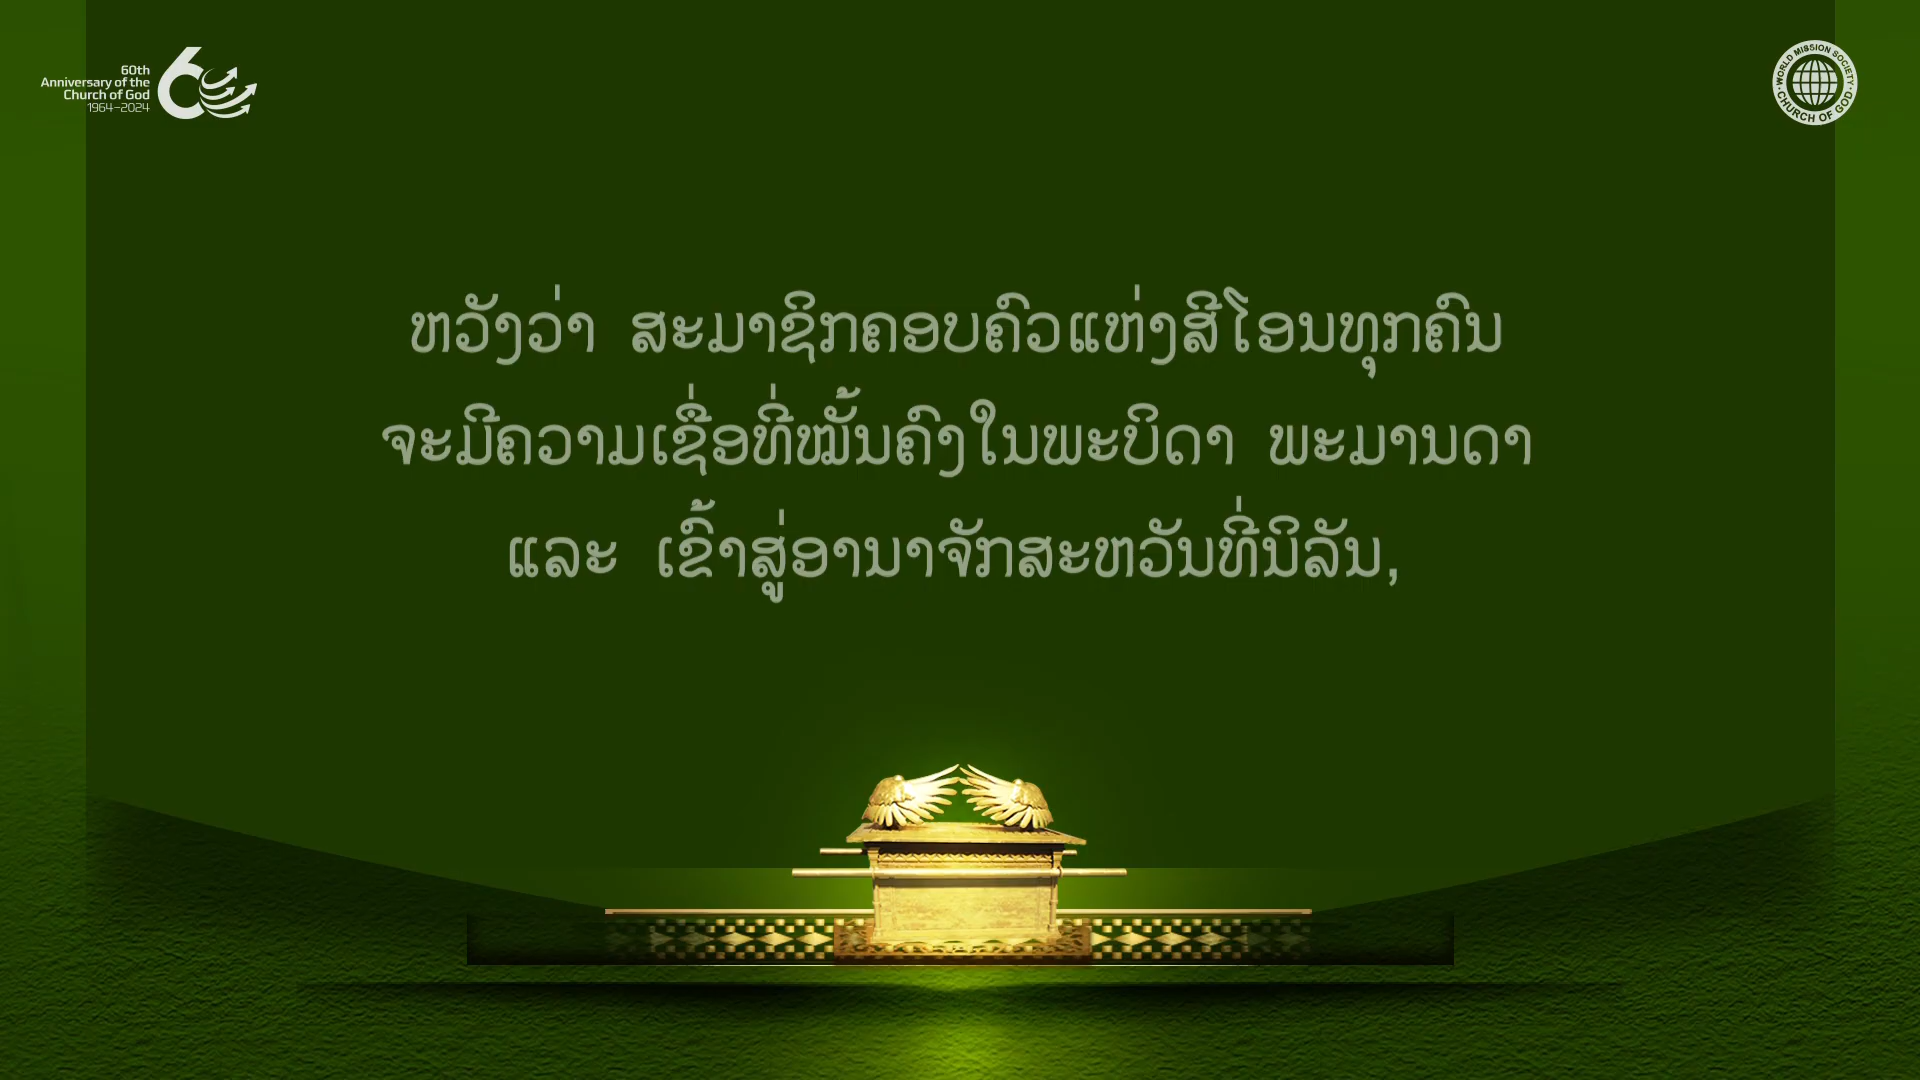 60th
Anniversary of the
Church of God
1964–2024
60
WORLD MISSION SOCIETY
CHURCH OF GOD
ຫວັງວ່າ ສະມາຊິກຄອບຄົວແຫ່ງສີໂອນທຸກຄົນ
ຈະມີຄວາມເຊື່ອທີ່ໝັ້ນຄົງໃນພະບິດາ ພະມານດາ
ແລະ ເຂົ້າສູ່ອານາຈັກສະຫວັນທີ່ນິລັນ,